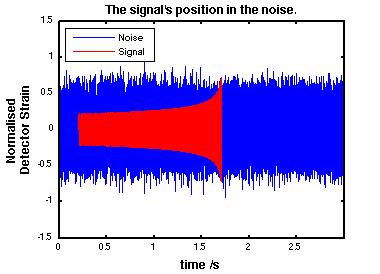 The signal's position in the noise.
Noise
Signal
Normalised
Detector Strain
1.5
1
0.5
0
-0.5
-1
-1.5
0 0.5 1 1.5 2 2.5
time /s